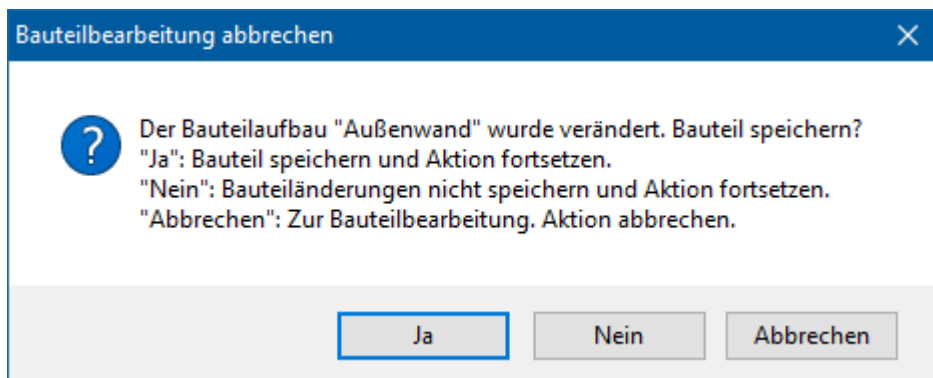 Bauteilbearbeitung abbrechen
Der Bauteilaufbau "Außenwand" wurde verändert. Bauteil speichern?
"Ja": Bauteil speichern und Aktion fortsetzen.
"Nein": Bauteiländerungen nicht speichern und Aktion fortsetzen.
"Abbrechen": Zur Bauteilbearbeitung. Aktion abbrechen.
Ja Nein Abbrechen